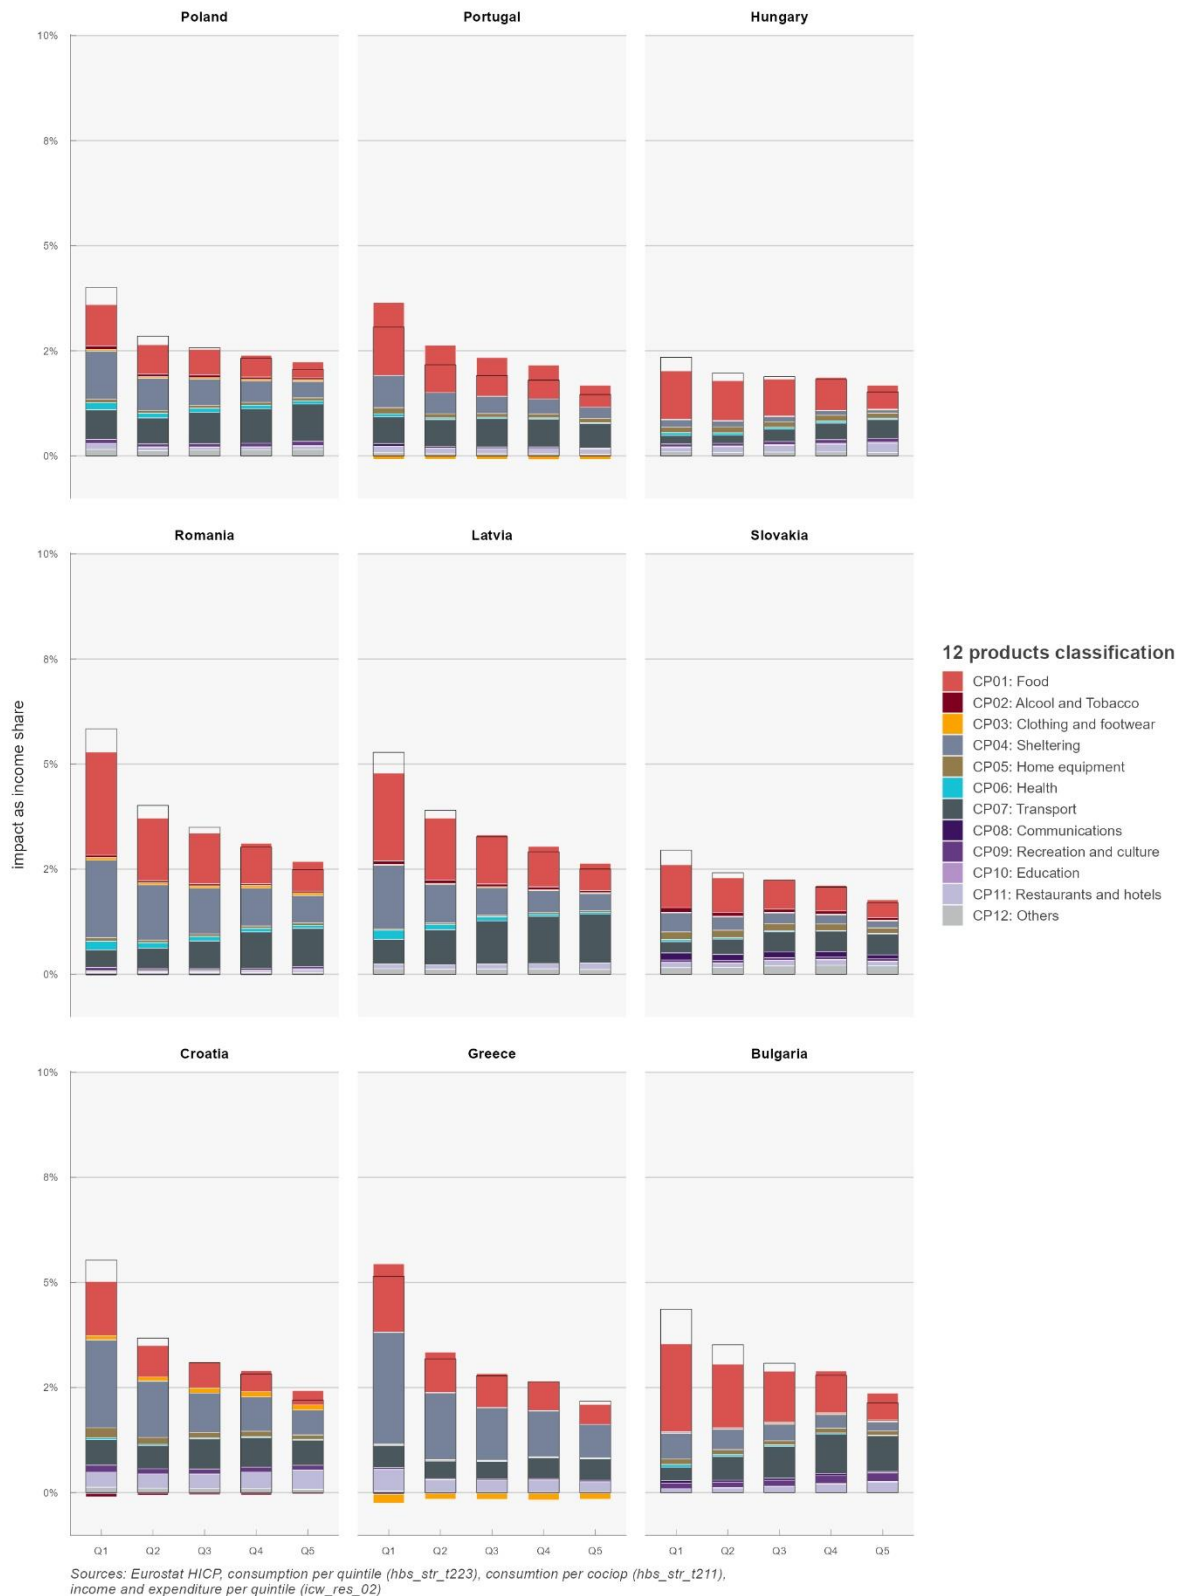 Poland Portugal Hungary
10%
8%
5%
2%
0%
Romania Latvia Slovakia
10%
8%
5%
2%
0%
impact as income share
12 products classification
CP01: Food
CP02: Alcool and Tobacco
CP03: Clothing and footwear
CP04: Sheltering
CP05: Home equipment
CP06: Health
CP07: Transport
CP08: Communications
CP09: Recreation and culture
CP10: Education
CP11: Restaurants and hotels
CP12: Others
Croatia Greece Bulgaria
10%
8%
5%
2%
0%
Q1 Q2 Q3 Q4 Q5 Q1 Q2 Q3 Q4 Q5 Q1 Q2 Q3 Q4 Q5
Sources: Eurostat HICP, consumption per quintile (hbs_str_t223), consumtion per cociop (hbs_str_t211),
income and expenditure per quintile (icw_res_02)